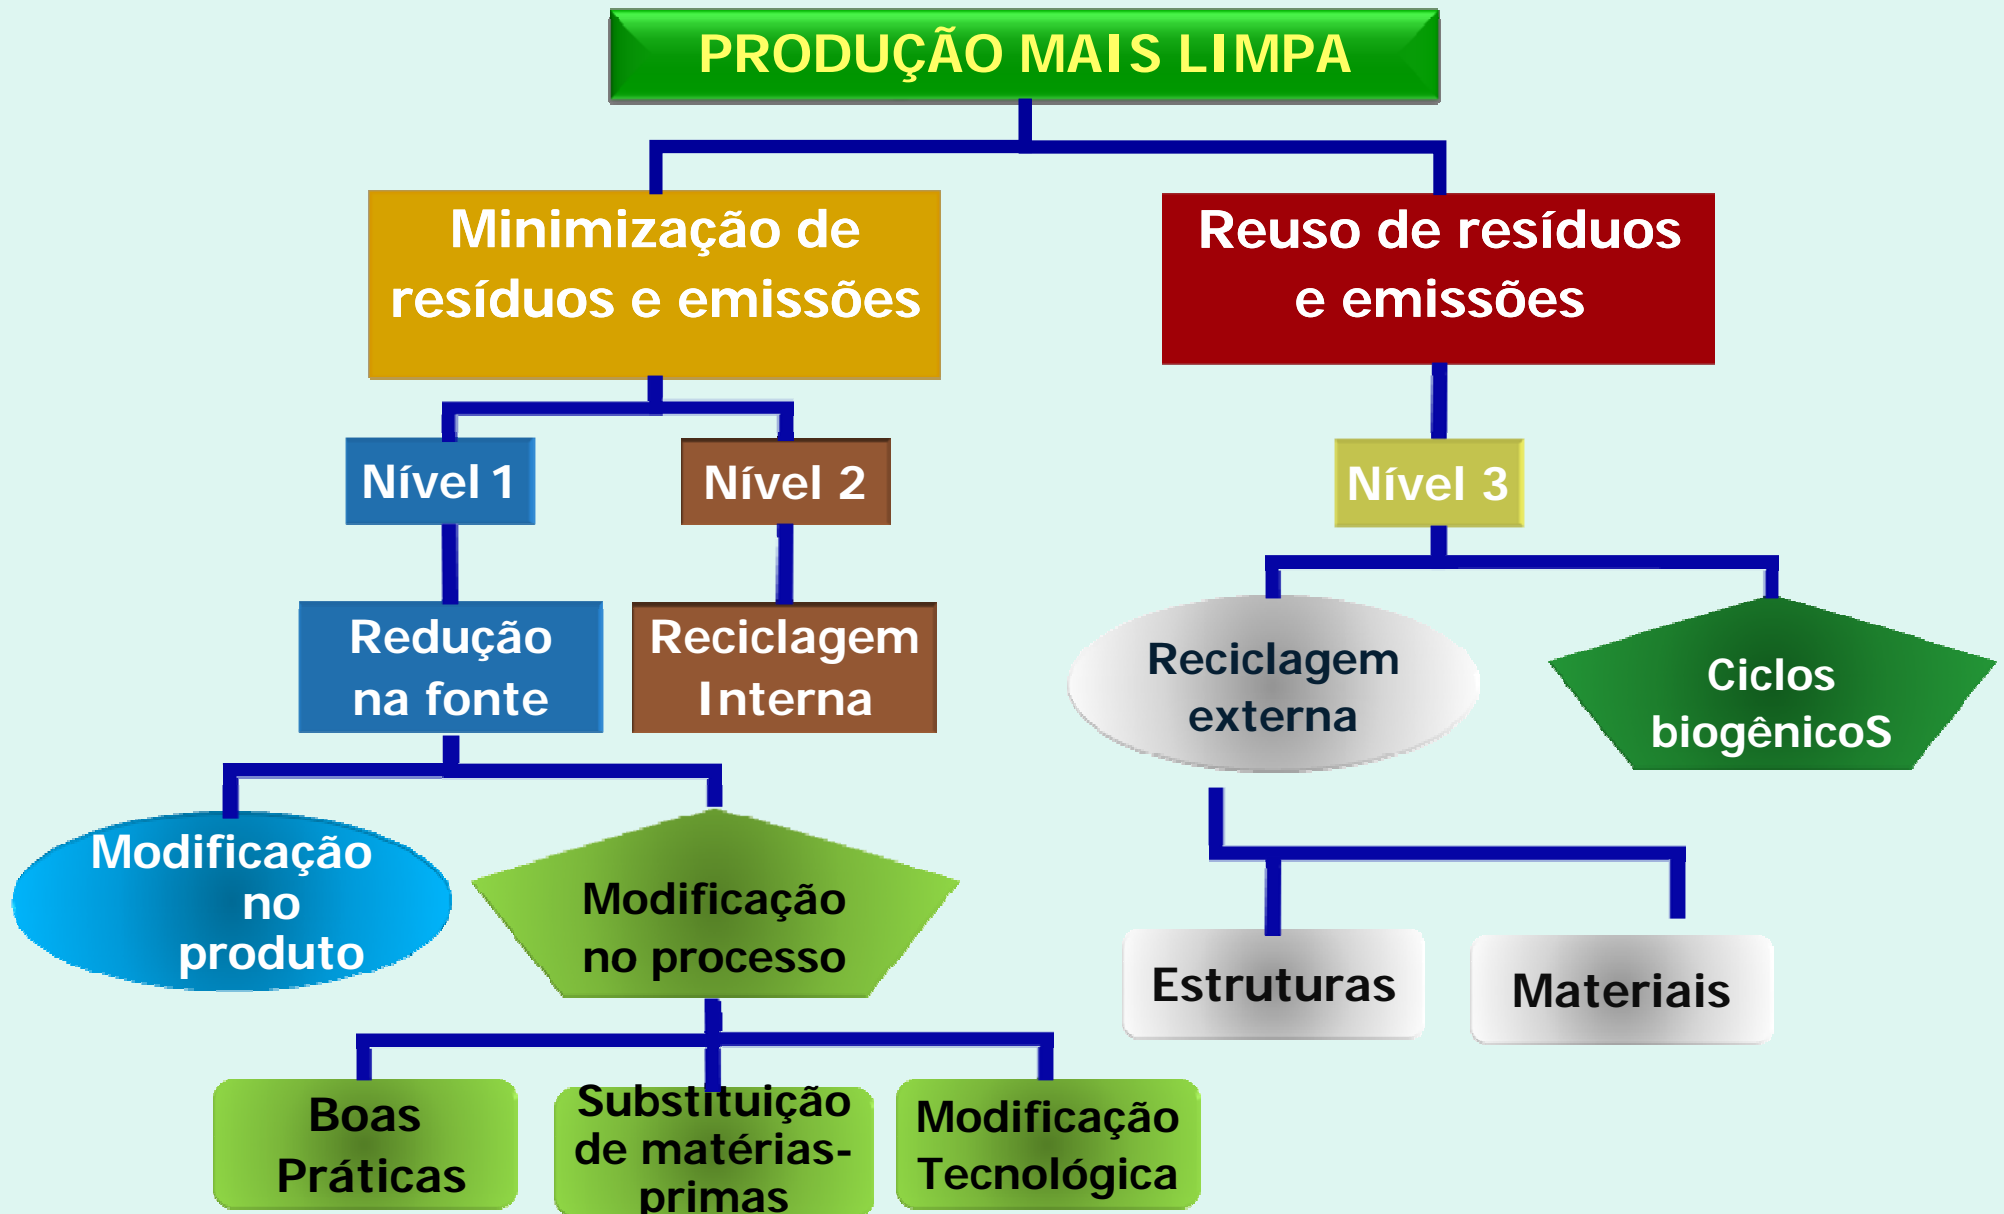 PRODUÇÃO MAIS LIMPA
Minimização de
resíduos e emissões
Reuso de resíduos
e emissões
Nível 1
Nível 2
Nível 3
Redução
na fonte
Reciclagem
Interna
Reciclagem
externa
Ciclos
biogênicoS
Modificação
no
produto
Modificação
no processo
Estruturas
Materiais
Boas
Práticas
Substituição
de matérias-
primas
Modificação
Tecnológica